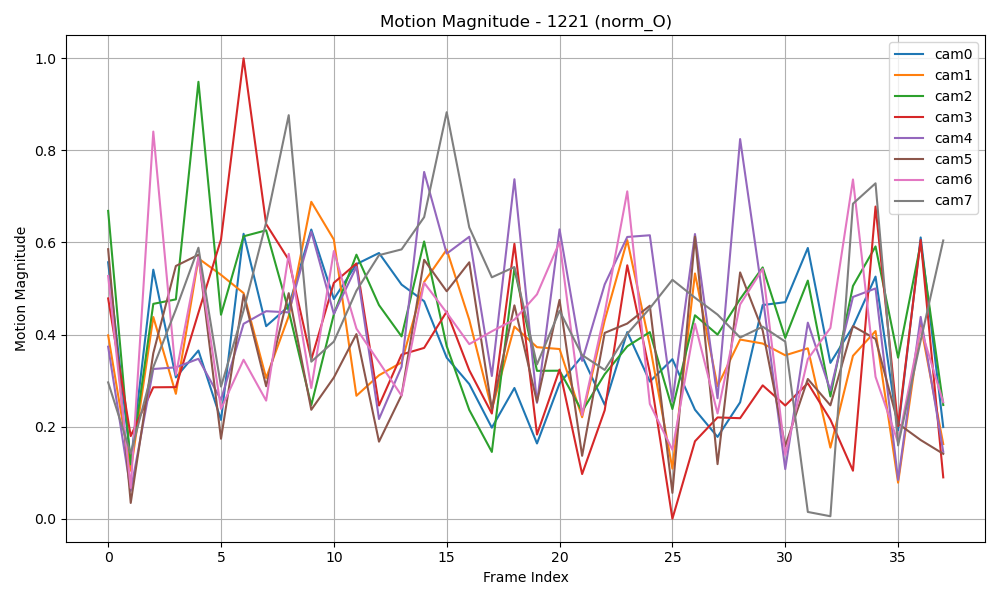 Motion Magnitude - 1221 (norm_O)
1.0
0.8
0.6
0.4
0.2
0.0
Motion Magnitude
0 5 10 15 20 25 30 35
Frame Index
cam0
cam1
cam2
cam3
cam4
cam5
cam6
cam7